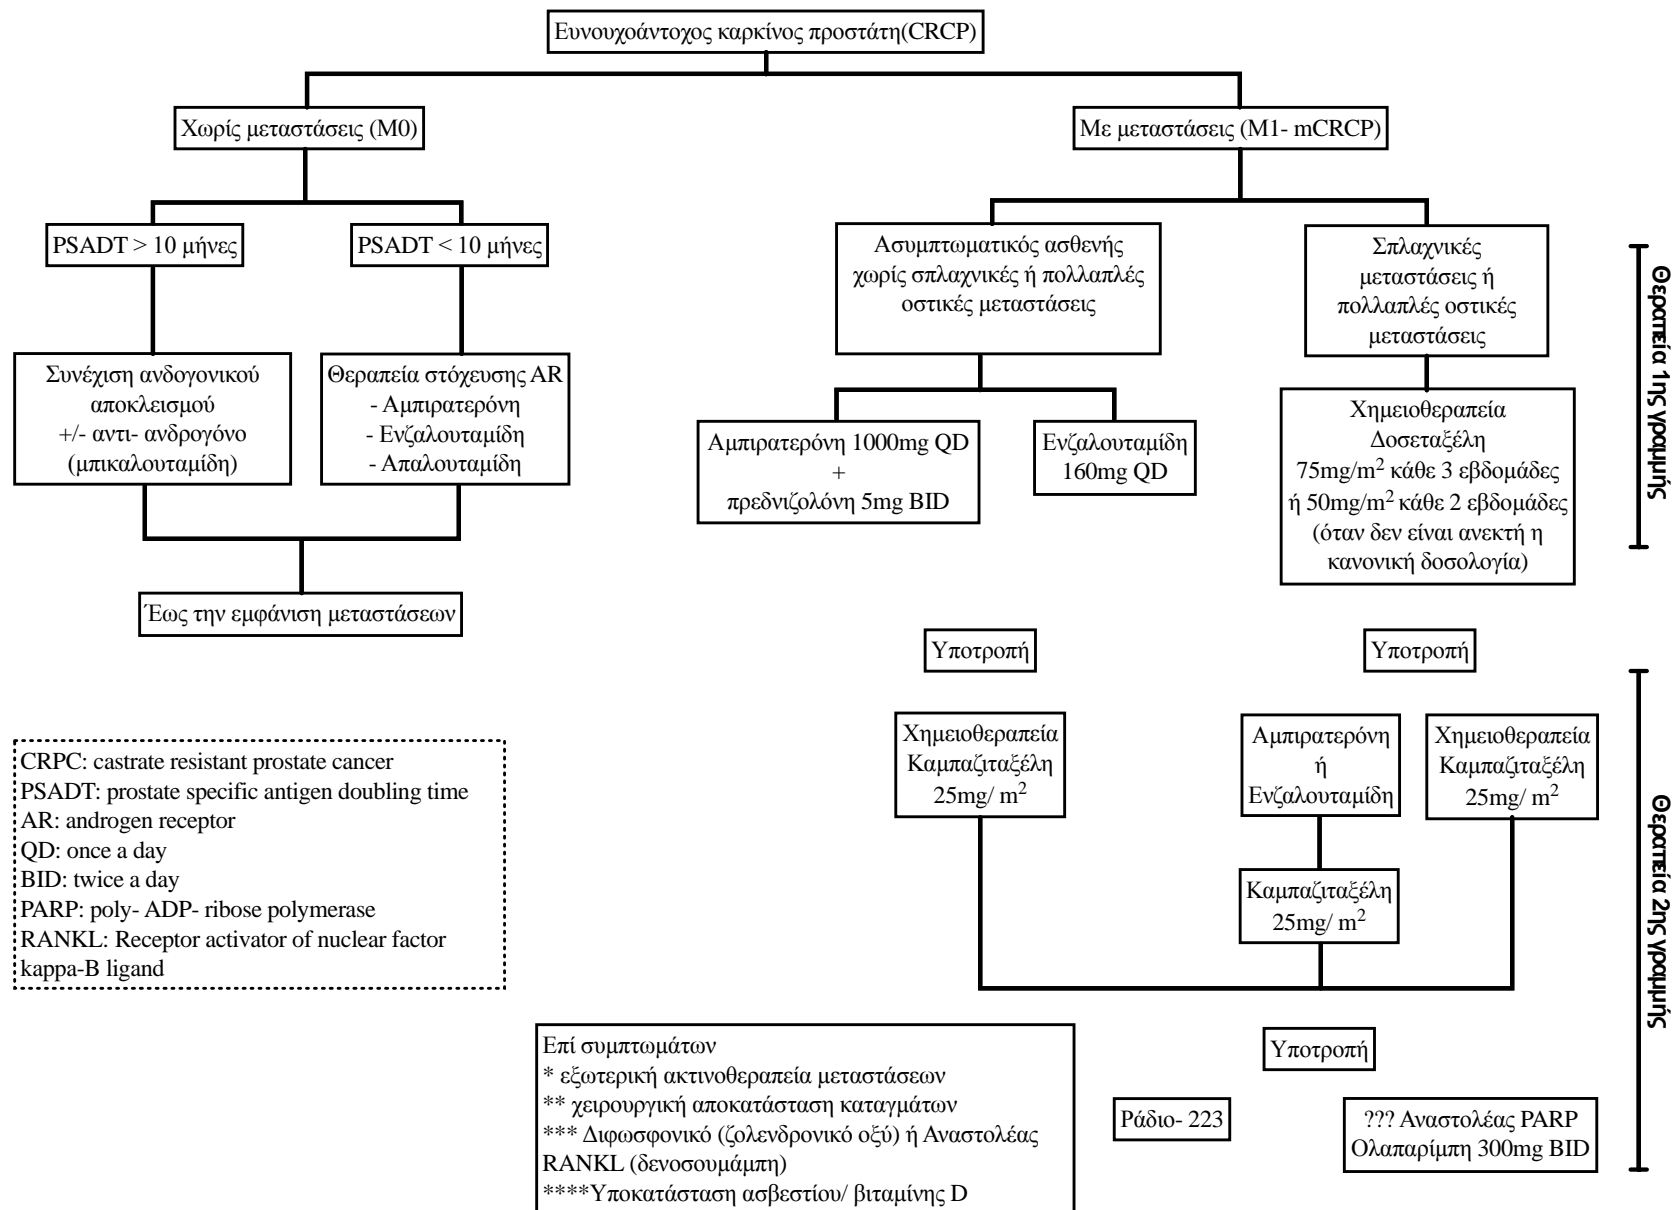 Ευνουχοάντοχος καρκίνος προστάτη(CRCP)
Χωρίς μεταστάσεις (M0)
Με μεταστάσεις (M1- mCRCP)
PSADT > 10 μήνες
PSADT < 10 μήνες
Ασυμπτωματικός ασθενής
χωρίς σπλαχνικές ή πολλαπλές
οστικές μεταστάσεις
Σπλαχνικές
μεταστάσεις ή
πολλαπλές οστικές
μεταστάσεις
Θεραπεία 1ης γραμμής
Συνέχιση ανδογονικού
αποκλεισμού
+/- αντι- ανδρογόνο
(μπικαλουταμίδη)
Θεραπεία στόχευσης AR
- Αμπιρατερόνη
- Ενζαλουταμίδη
- Απαλουταμίδη
Αμπιρατερόνη 1000mg QD
+
πρεδνιζολόνη 5mg BID
Ενζαλουταμίδη
160mg QD
Χημειοθεραπεία
Δοσεταξέλη
75mg/m² κάθε 3 εβδομάδες
ή 50mg/m² κάθε 2 εβδομάδες
(όταν δεν είναι ανεκτή η
κανονική δοσολογία)
Έως την εμφάνιση μεταστάσεων
Υποτροπή
Υποτροπή
Χημειοθεραπεία
Καμπαζιταξέλη
25mg/ m²
Αμπιρατερόνη
ή
Ενζαλουταμίδη
Χημειοθεραπεία
Καμπαζιταξέλη
25mg/ m²
Καμπαζιταξέλη
25mg/ m²
Θεραπεία 2ης γραμμής
CRPC: castrate resistant prostate cancer
PSADT: prostate specific antigen doubling time
AR: androgen receptor
QD: once a day
BID: twice a day
PARP: poly- ADP- ribose polymerase
RANKL: Receptor activator of nuclear factor
kappa-B ligand
Επί συμπτωμάτων
* εξωτερική ακτινοθεραπεία μεταστάσεων
** χειρουργική αποκατάσταση καταγμάτων
*** Διφωσφονικό (ζολενδρονικό οξύ) ή Αναστολέας
RANKL (δενοσουμάμπη)
****Υποκατάσταση ασβεστίου/ βιταμίνης D
Υποτροπή
Ράδιο- 223
??? Αναστολέας PARP
Ολαπαρίμπη 300mg BID